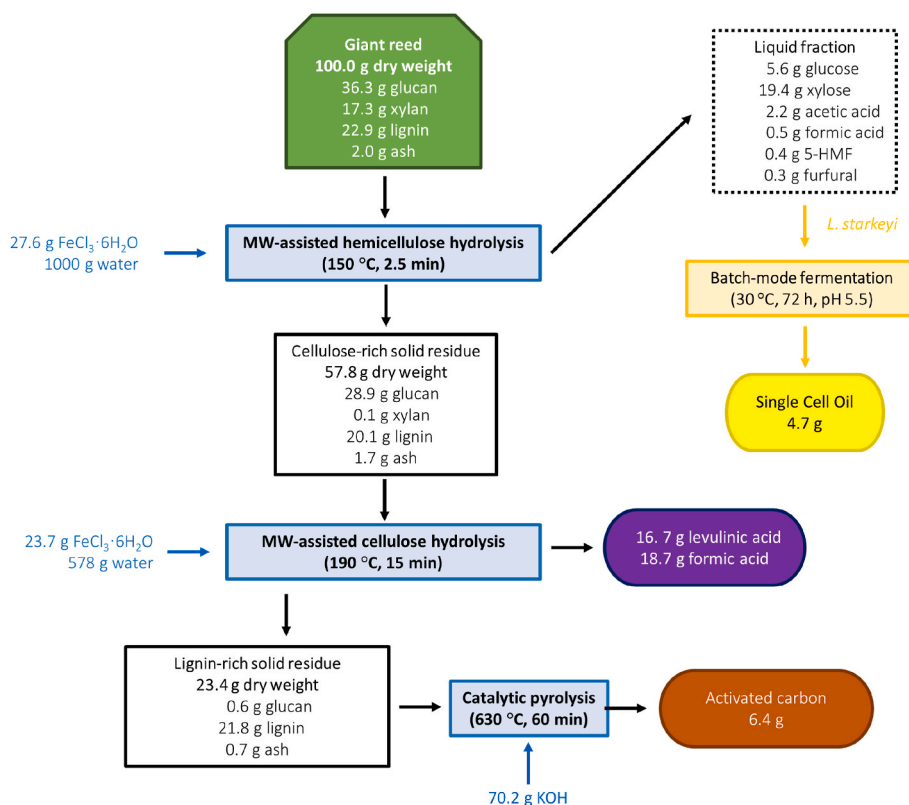 Giant reed
100.0 g dry weight
36.3 g glucan
17.3 g xylan
22.9 g lignin
2.0 g ash
Liquid fraction
5.6 g glucose
19.4 g xylose
2.2 g acetic acid
0.5 formic acid
0.4 g 5-HMF
0.3 g furfural
27.6 g FeCl₃·6H₂O
1000 g water
MW-assisted hemicellulose hydrolysis
(150 °C, 2.5 min)
L. starkeyi
Batch-mode fermentation
(30 °C, 72 h, pH 5.5)
Cellulose-rich solid residue
57.8 g dry weight
28.9 g glucan
0.1 g xylan
20.1 g lignin
1.7 g ash
Single Cell Oil
4.7 g
23.7 g FeCl₃·6H₂O
578 g water
MW-assisted cellulose hydrolysis
(190 °C, 15 min)
16. 7 g levulinic acid
18.7 g formic acid
Lignin-rich solid residue
23.4 g dry weight
0.6 g glucan
21.8 g lignin
0.7 g ash
Catalytic pyrolysis
(630 °C, 60 min)
Activated carbon
6.4 g
70.2 g KOH